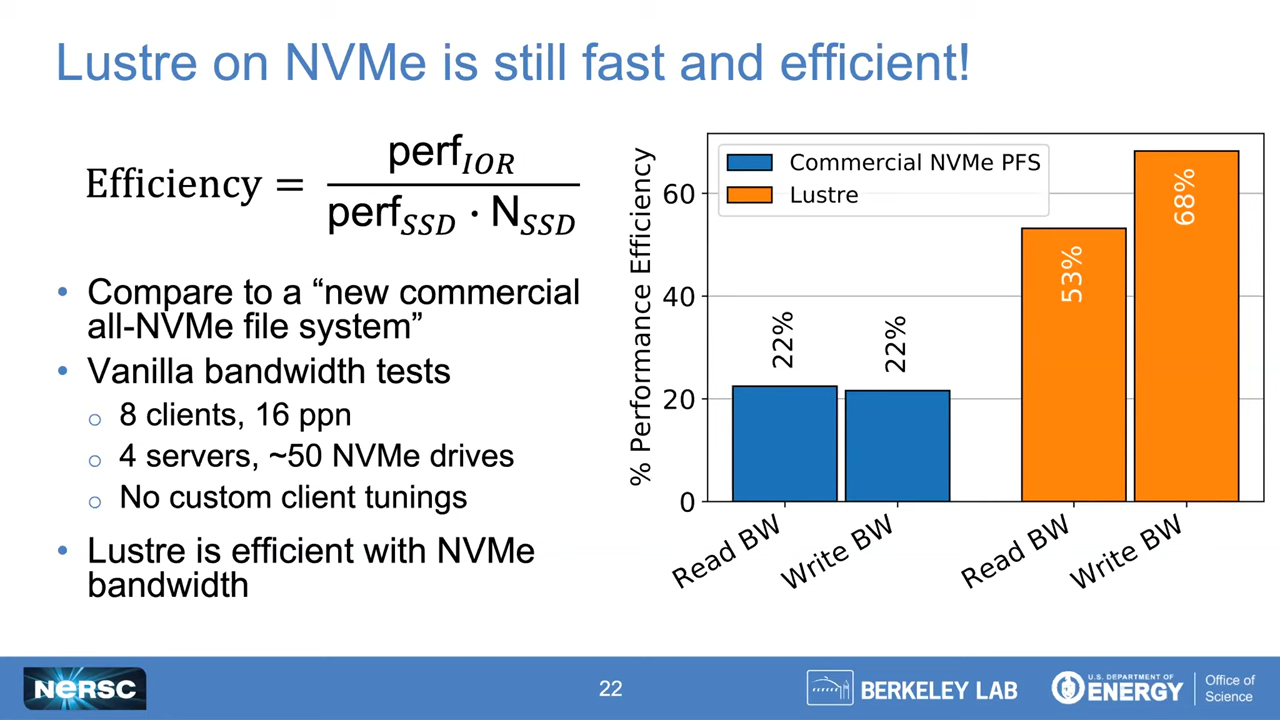 Lustre on NVMe is still fast and efficient!
Efficiency = perf_IOR / perf_SSD · N_SSD
• Compare to a “new commercial
all-NVMe file system”
• Vanilla bandwidth tests
o 8 clients, 16 ppn
o 4 servers, ~50 NVMe drives
o No custom client tunings
• Lustre is efficient with NVMe
bandwidth
% Performance Efficiency
60
40
20
0
Commercial NVMe PFS
Lustre
22%
22%
53%
68%
Read BW
Write BW
Read BW
Write BW
NERSC
22
BERKELEY LAB
U.S. DEPARTMENT OF
ENERGY
Office of
Science